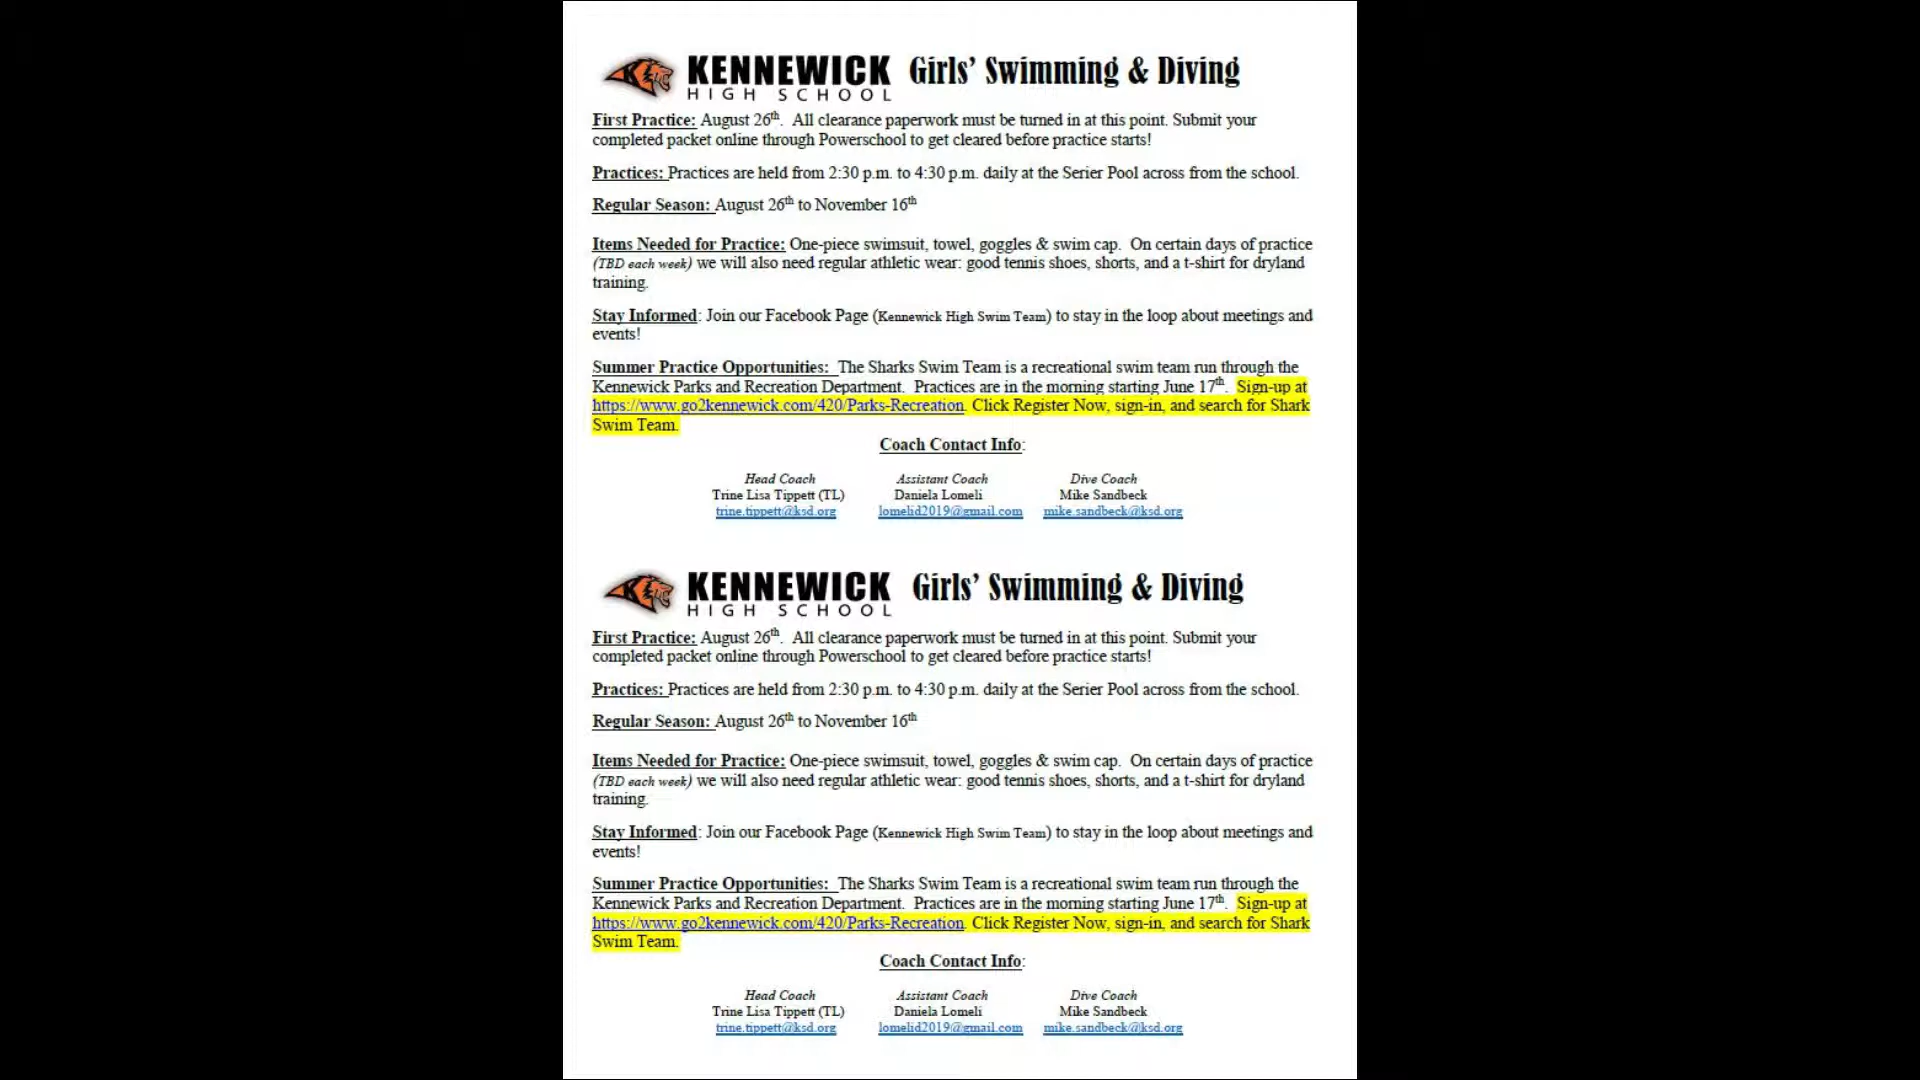 KENNEWICK Girls' Swimming & Diving
HIGH SCHOOL
First Practice: August 26th. All clearance paperwork must be turned in at this point. Submit your
completed packet online through Powerschool to get cleared before practice starts!
Practices: Practices are held from 2:30 p.m. to 4:30 p.m. daily at the Serier Pool across from the school.
Regular Season: August 26th to November 16th
Items Needed for Practice: One-piece swimsuit, towel, goggles & swim cap. On certain days of practice
(TBD each week) we will also need regular athletic wear: good tennis shoes, shorts, and a t-shirt for dryland
training.
Stay Informed: Join our Facebook Page (Kennewick High Swim Team) to stay in the loop about meetings and
events!
Summer Practice Opportunities: The Sharks Swim Team is a recreational swim team run through the
Kennewick Parks and Recreation Department. Practices are in the morning starting June 17th. Sign-up at
https://www.go2kennewick.com/420/Parks-Recreation. Click Register Now, sign-in, and search for Shark
Swim Team.
Coach Contact Info:
Head Coach Assistant Coach Dive Coach
Trine Lisa Tippett (TL) Daniela Lomeli Mike Sandbeck
trine.tippett@ksd.org lomelid2019@gmail.com mike.sandbeck@ksd.org
KENNEWICK Girls' Swimming & Diving
HIGH SCHOOL
First Practice: August 26th. All clearance paperwork must be turned in at this point. Submit your
completed packet online through Powerschool to get cleared before practice starts!
Practices: Practices are held from 2:30 p.m. to 4:30 p.m. daily at the Serier Pool across from the school.
Regular Season: August 26th to November 16th
Items Needed for Practice: One-piece swimsuit, towel, goggles & swim cap. On certain days of practice
(TBD each week) we will also need regular athletic wear: good tennis shoes, shorts, and a t-shirt for dryland
training.
Stay Informed: Join our Facebook Page (Kennewick High Swim Team) to stay in the loop about meetings and
events!
Summer Practice Opportunities: The Sharks Swim Team is a recreational swim team run through the
Kennewick Parks and Recreation Department. Practices are in the morning starting June 17th. Sign-up at
https://www.go2kennewick.com/420/Parks-Recreation. Click Register Now, sign-in, and search for Shark
Swim Team.
Coach Contact Info:
Head Coach Assistant Coach Dive Coach
Trine Lisa Tippett (TL) Daniela Lomeli Mike Sandbeck
trine.tippett@ksd.org lomelid2019@gmail.com mike.sandbeck@ksd.org